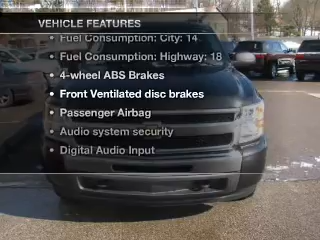 VEHICLE FEATURES
• Fuel Consumption: City: 14
• Fuel Consumption: Highway: 18
• 4-wheel ABS Brakes
• Front Ventilated disc brakes
• Passenger Airbag
• Audio system security
• Digital Audio Input